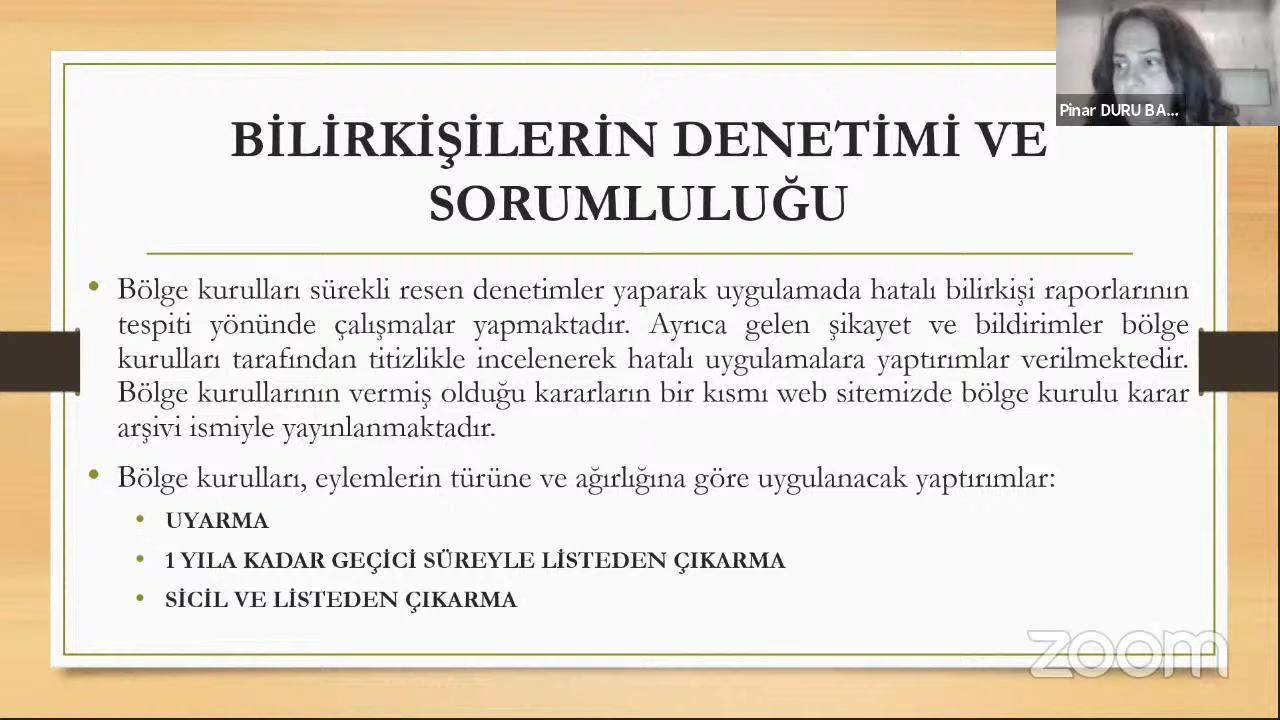 Pinar DURU BA...
BİLİRKİŞİLERİN DENETİMİ VE
SORUMLULUĞU
• Bölge kurulları sürekli resen denetimler yaparak uygulamada hatalı bilirkişi raporlarının
tespiti yönünde çalışmalar yapmaktadır. Ayrıca gelen şikayet ve bildirimler bölge
kurulları tarafından titizlikle incelenerek hatalı uygulamalara yaptırımlar verilmektedir.
Bölge kurullarının vermiş olduğu kararların bir kısmı web sitemizde bölge kurulu karar
arşivi ismiyle yayınlanmaktadır.
• Bölge kurulları, eylemlerin türüne ve ağırlığına göre uygulanacak yaptırımlar:
• UYARMA
• 1 YILA KADAR GEÇİCİ SÜREYLE LİSTEDEN ÇIKARMA
• SİCİL VE LİSTEDEN ÇIKARMA
zoom